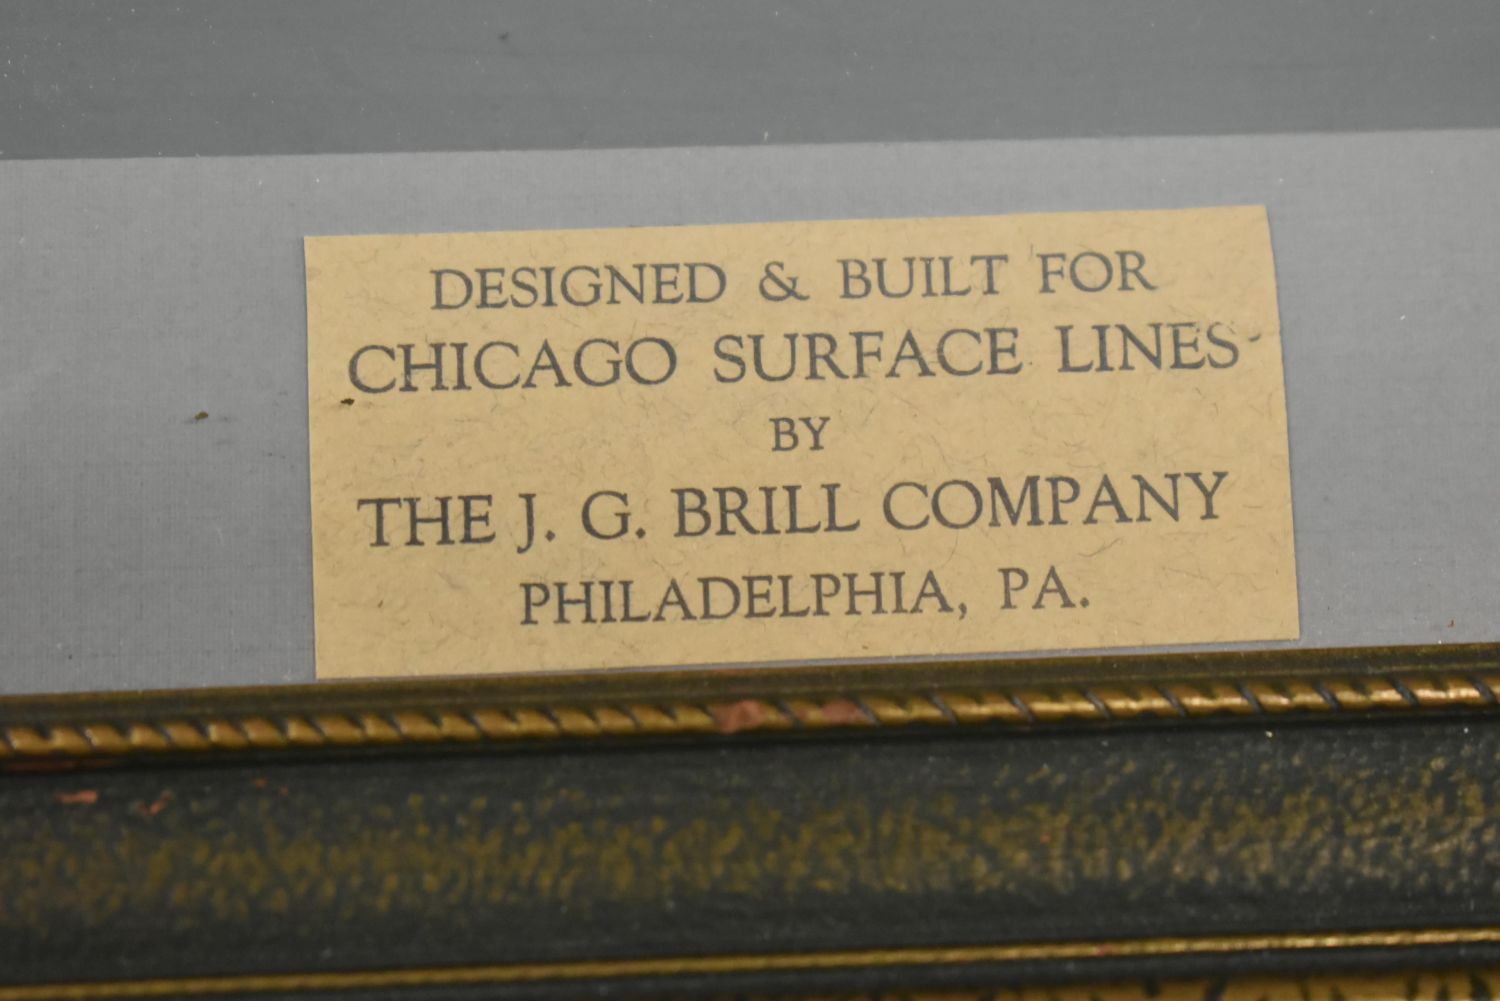 DESIGNED & BUILT FOR
CHICAGO SURFACE LINES
BY
THE J. G. BRILL COMPANY
PHILADELPHIA, PA.